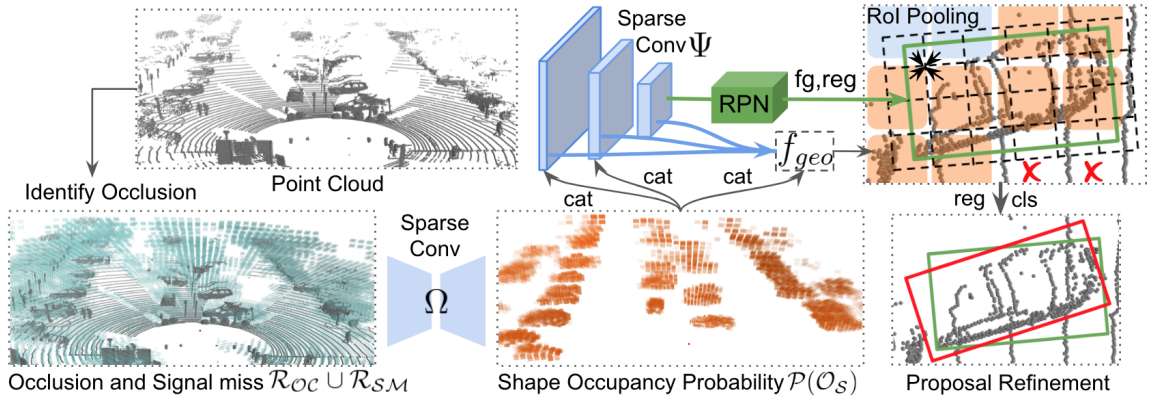 Sparse
Conv Ψ
RoI Pooling
RPN
fg,reg
f_geo
Point Cloud
Identify Occlusion
cat
cat
cat
reg
cls
Sparse
Conv
Ω
Occlusion and Signal miss R_OC ∪ R_SM
Shape Occupancy Probability P(O_S)
Proposal Refinement